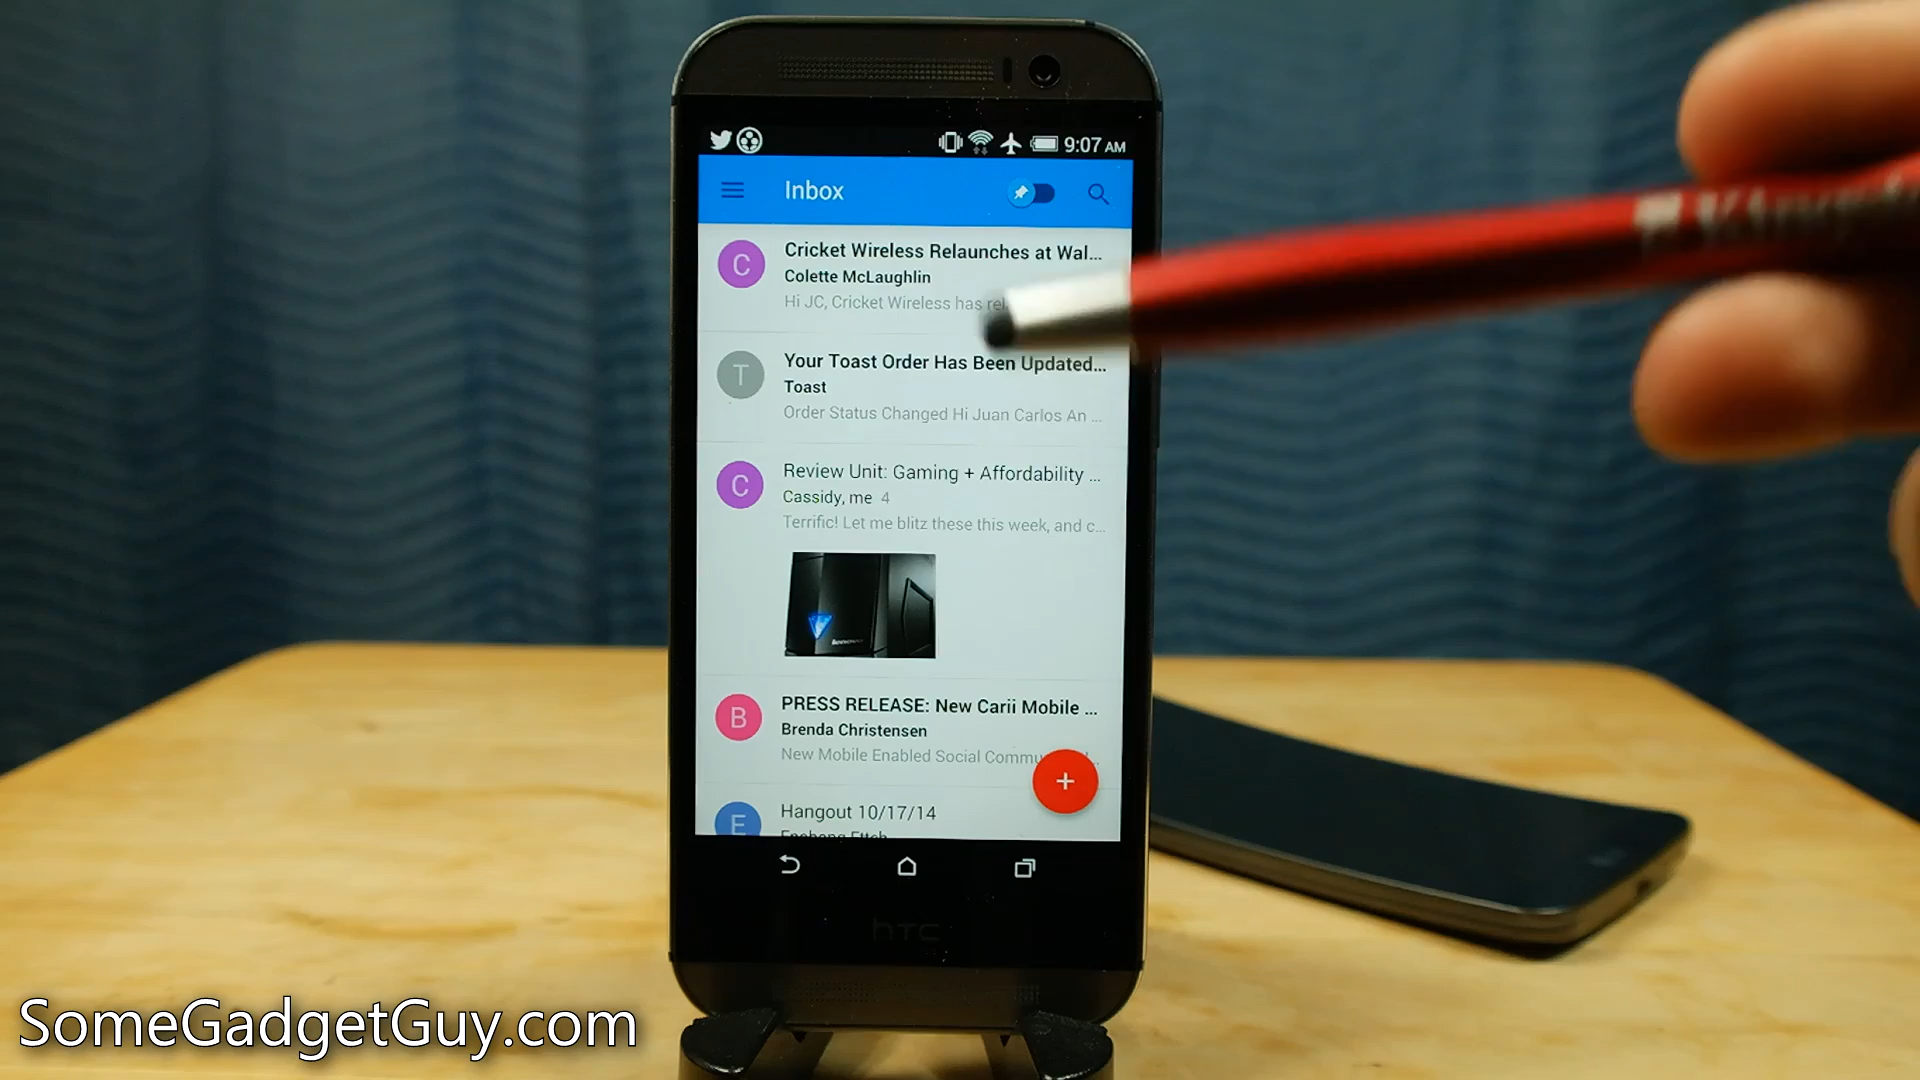 9:07 AM
Inbox
C
Cricket Wireless Relaunches at Wal...
Colette McLaughlin
Hi JC, Cricket Wireless has
T
Your Toast Order Has Been Updated...
Toast
Order Status Changed Hi Juan Carlos An ...
C
Review Unit: Gaming + Affordability ...
Cassidy, me 4
Terrific! Let me blitz these this week, and c...
lenovo
B
PRESS RELEASE: New Carii Mobile ...
Brenda Christensen
New Mobile Enabled Social
+
E
Hangout 10/17/14
hTC
SomeGadgetGuy.com